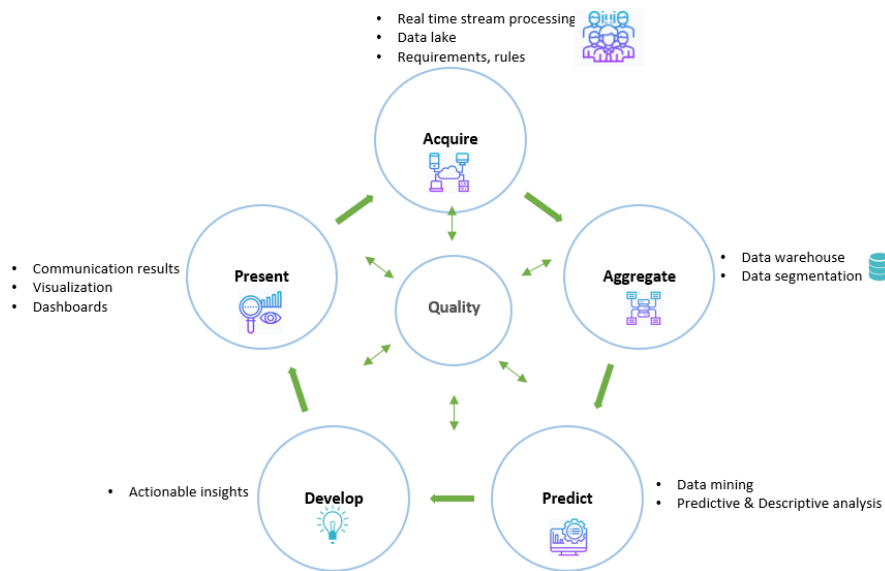 • Real time stream processing
• Data lake
• Requirements, rules
Acquire
• Communication results
• Visualization
• Dashboards
Present
Quality
Aggregate
• Data warehouse
• Data segmentation
• Actionable insights
Develop
Predict
• Data mining
• Predictive & Descriptive analysis